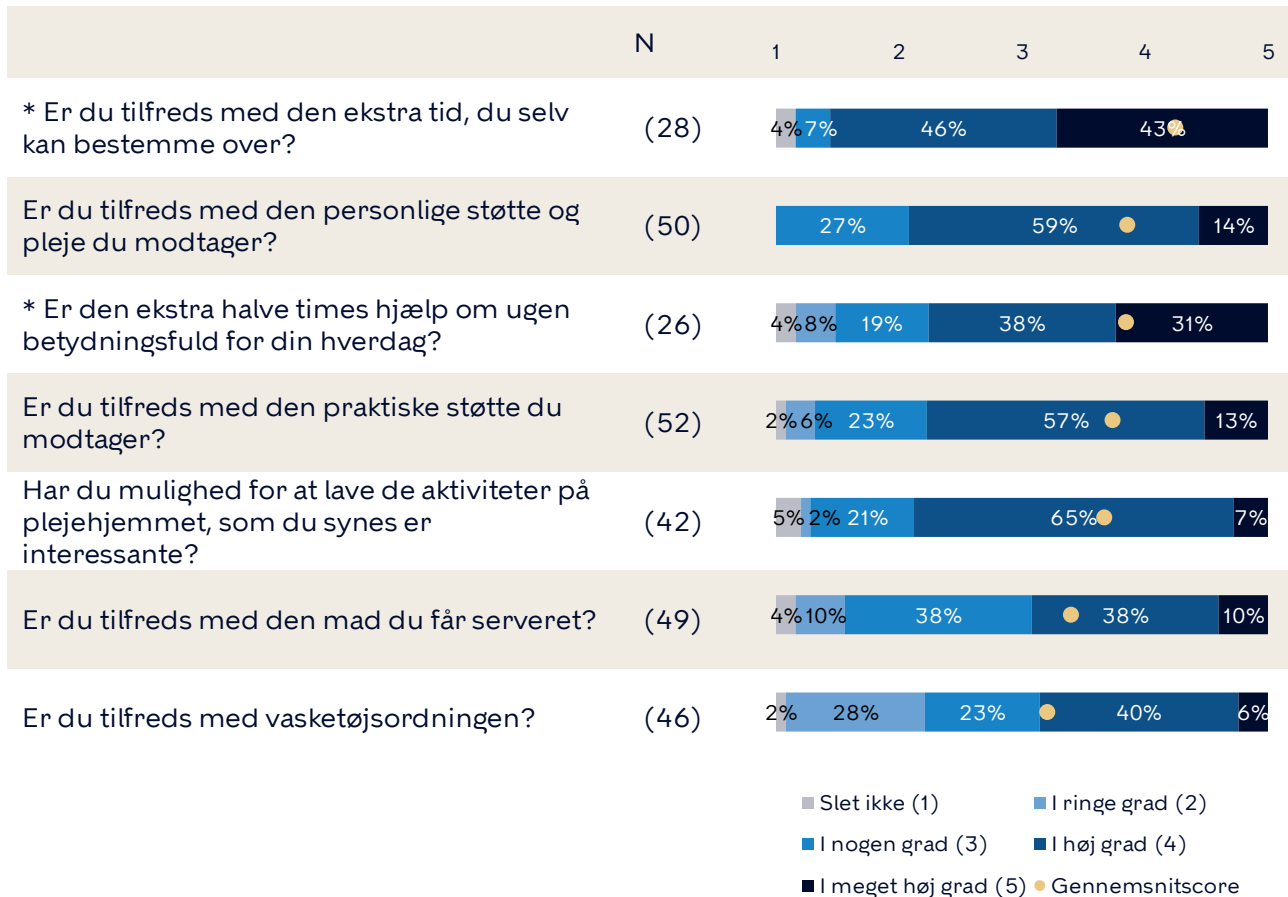 N 1 2 3 4 5
* Er du tilfreds med den ekstra tid, du selv
kan bestemme over?
(28)
4% 7% 46% 43%
Er du tilfreds med den personlige støtte og
pleje du modtager?
(50)
27% 59% 14%
* Er den ekstra halve times hjælp om ugen
betydningsfuld for din hverdag?
(26)
4% 8% 19% 38% 31%
Er du tilfreds med den praktiske støtte du
modtager?
(52)
2% 6% 23% 57% 13%
Har du mulighed for at lave de aktiviteter på
plejehjemmet, som du synes er
interessante?
(42)
5% 2% 21% 65% 7%
Er du tilfreds med den mad du får serveret?
(49)
4% 10% 38% 38% 10%
Er du tilfreds med vasketøjsordningen?
(46)
2% 28% 23% 40% 6%
Slet ikke (1) I ringe grad (2)
I nogen grad (3) I høj grad (4)
I meget høj grad (5) Gennemsnitscore